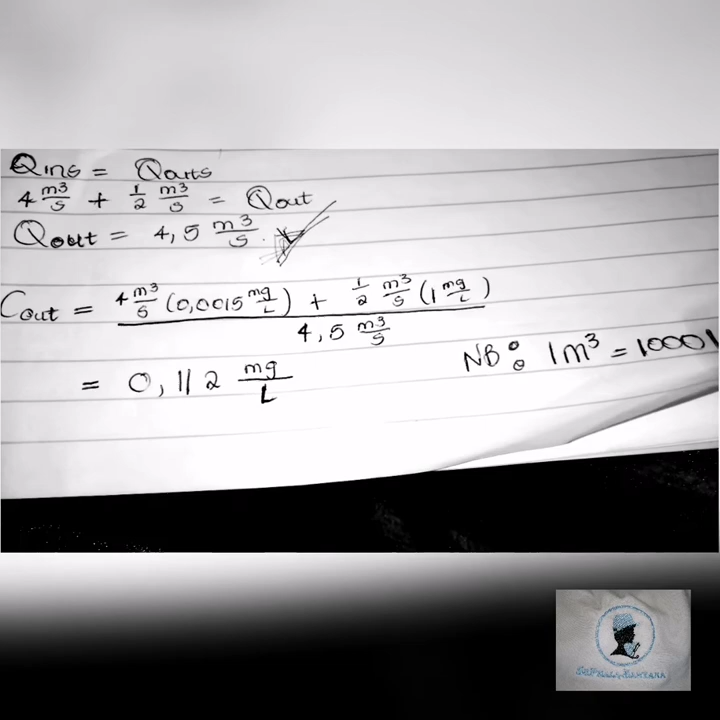 Qins = Qouts
4 m³/s + 1/2 m³/s = Qout
Qout = 4,5 m³/s.
Cout = (4 m³/s (0,0015 mg/L) + 1/2 m³/s (1 mg/L)) / 4,5 m³/s
= 0,112 mg/L
NB: 1m³ = 1000l